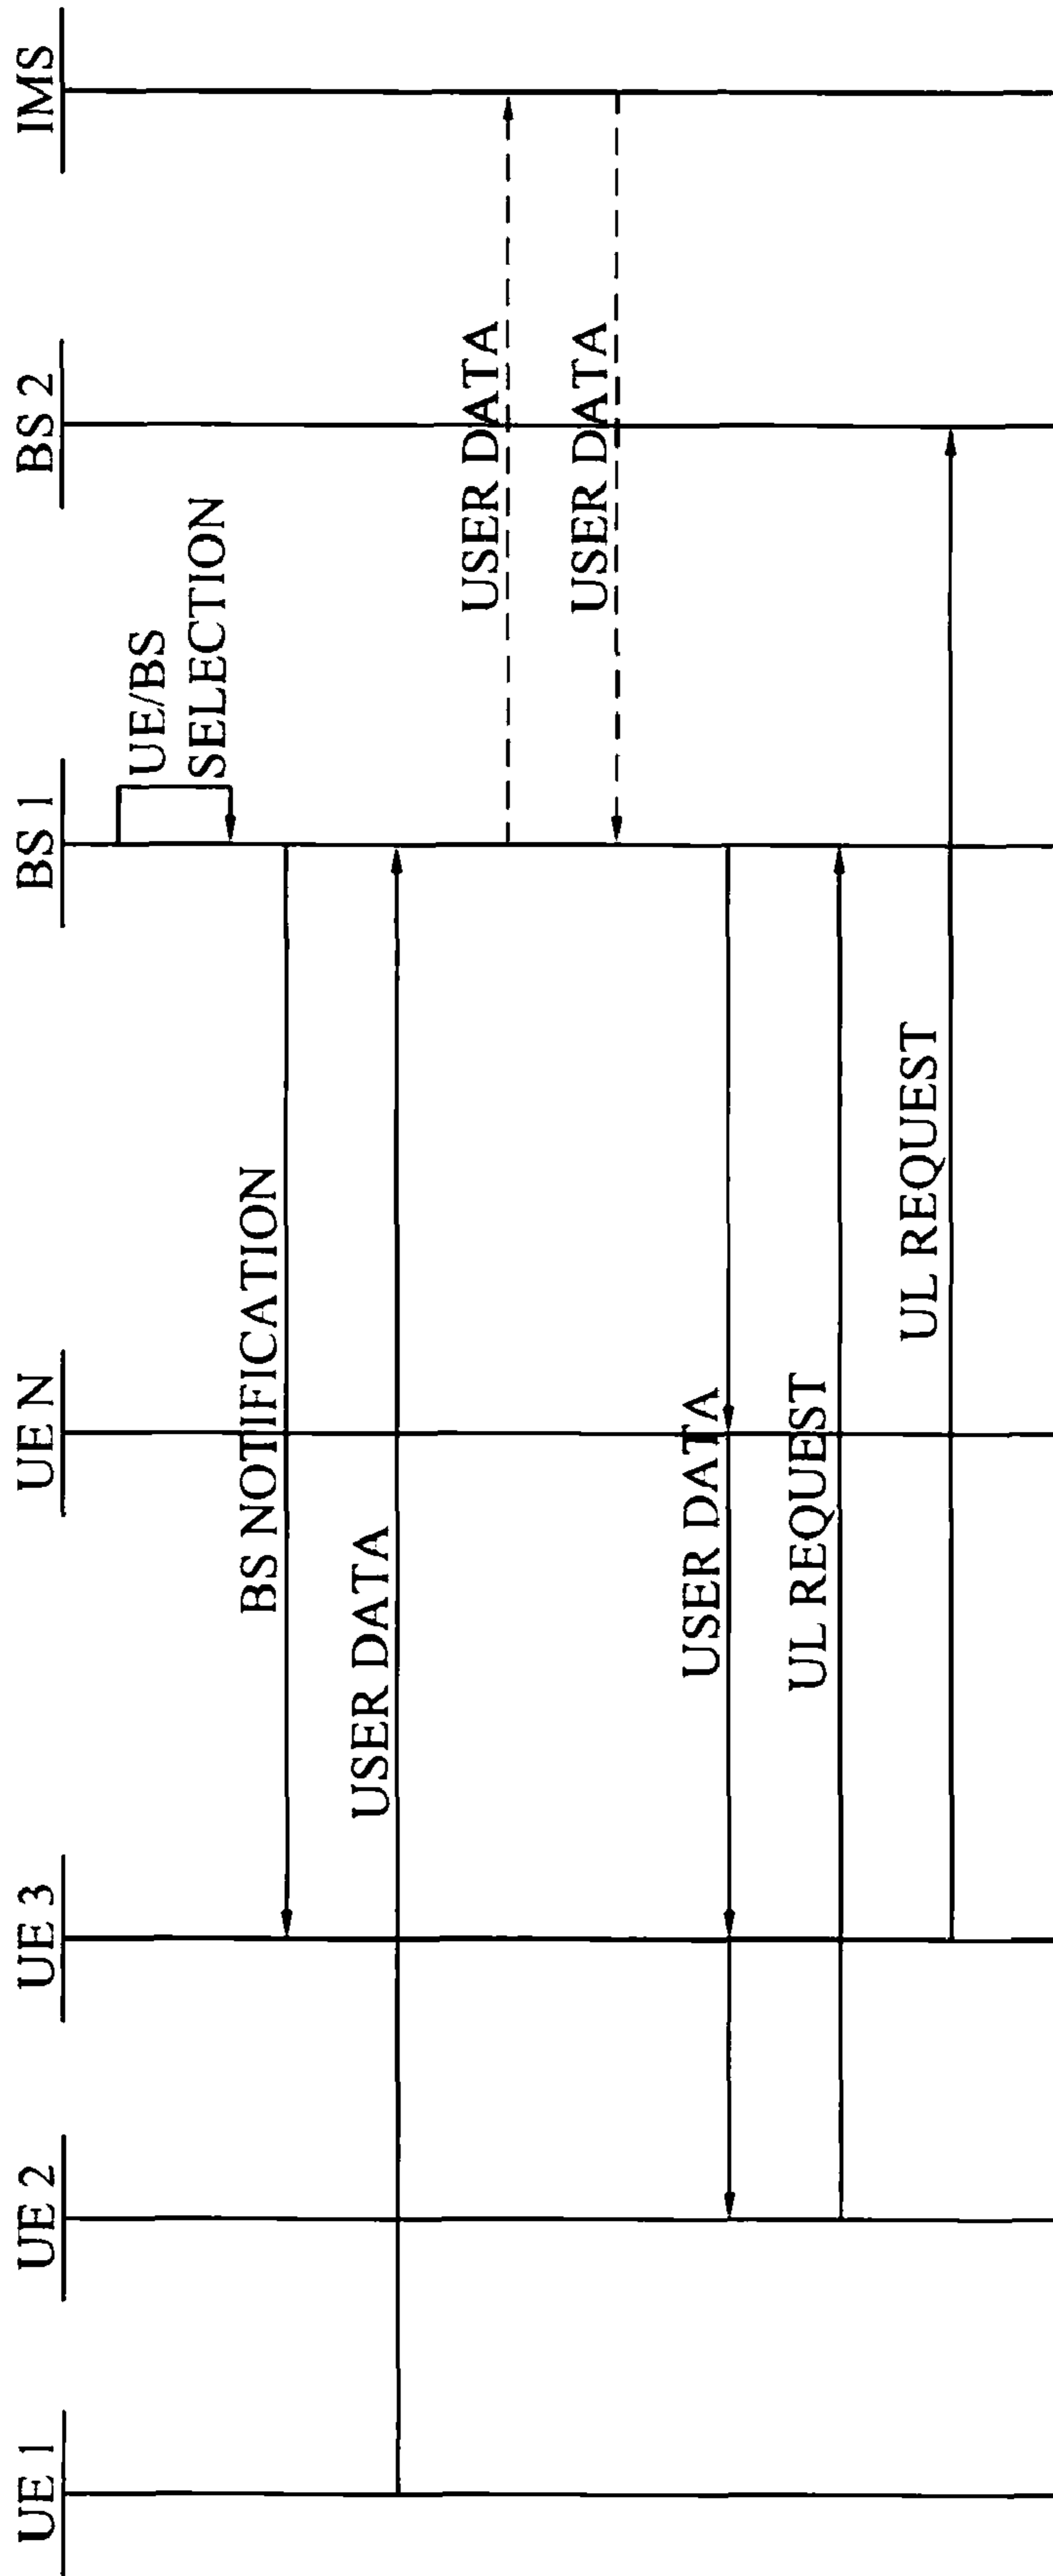 UE 1
UE 2
UE 3
UE N
BS 1
BS 2
IMS
UE/BS
SELECTION
BS NOTIFICATION
USER DATA
USER DATA
USER DATA
USER DATA
UL REQUEST
UL REQUEST